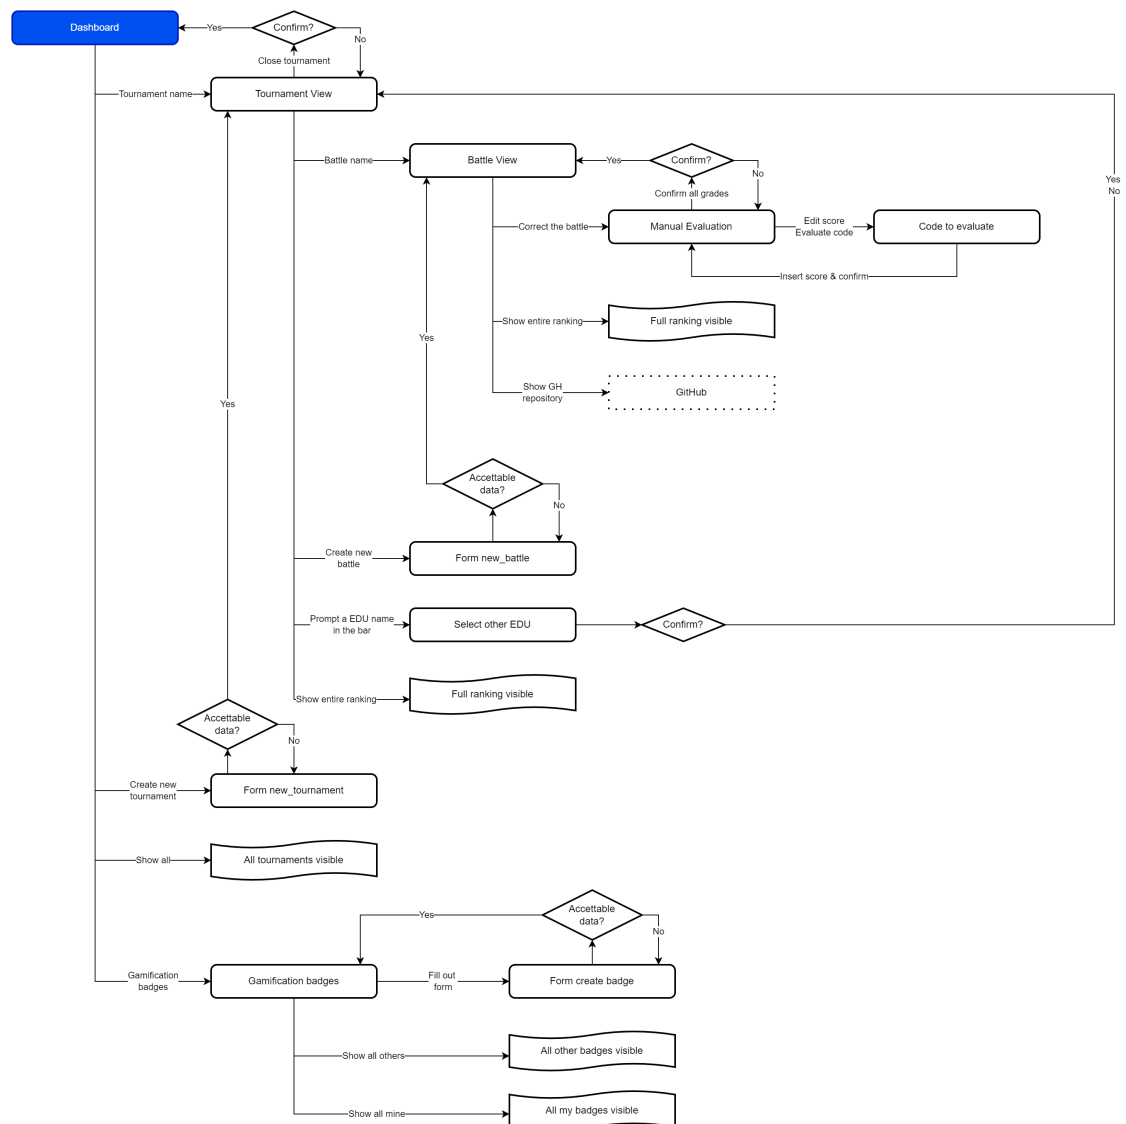 Dashboard
Yes
Confirm?
No
Close tournament
Tournament name
Tournament View
Battle name
Battle View
Yes
Confirm?
No
Confirm all grades
Yes
No
Correct the battle
Manual Evaluation
Edit score
Evaluate code
Code to evaluate
Insert score & confirm
Show entire ranking
Full ranking visible
Yes
Show GH
repository
GitHub
Yes
Accettable
data?
No
Create new
battle
Form new_battle
Prompt a EDU name
in the bar
Select other EDU
Confirm?
Show entire ranking
Full ranking visible
Accettable
data?
No
Create new
tournament
Form new_tournament
Show all
All tournaments visible
Yes
Accettable
data?
No
Gamification
badges
Gamification badges
Fill out
form
Form create badge
Show all others
All other badges visible
Show all mine
All my badges visible